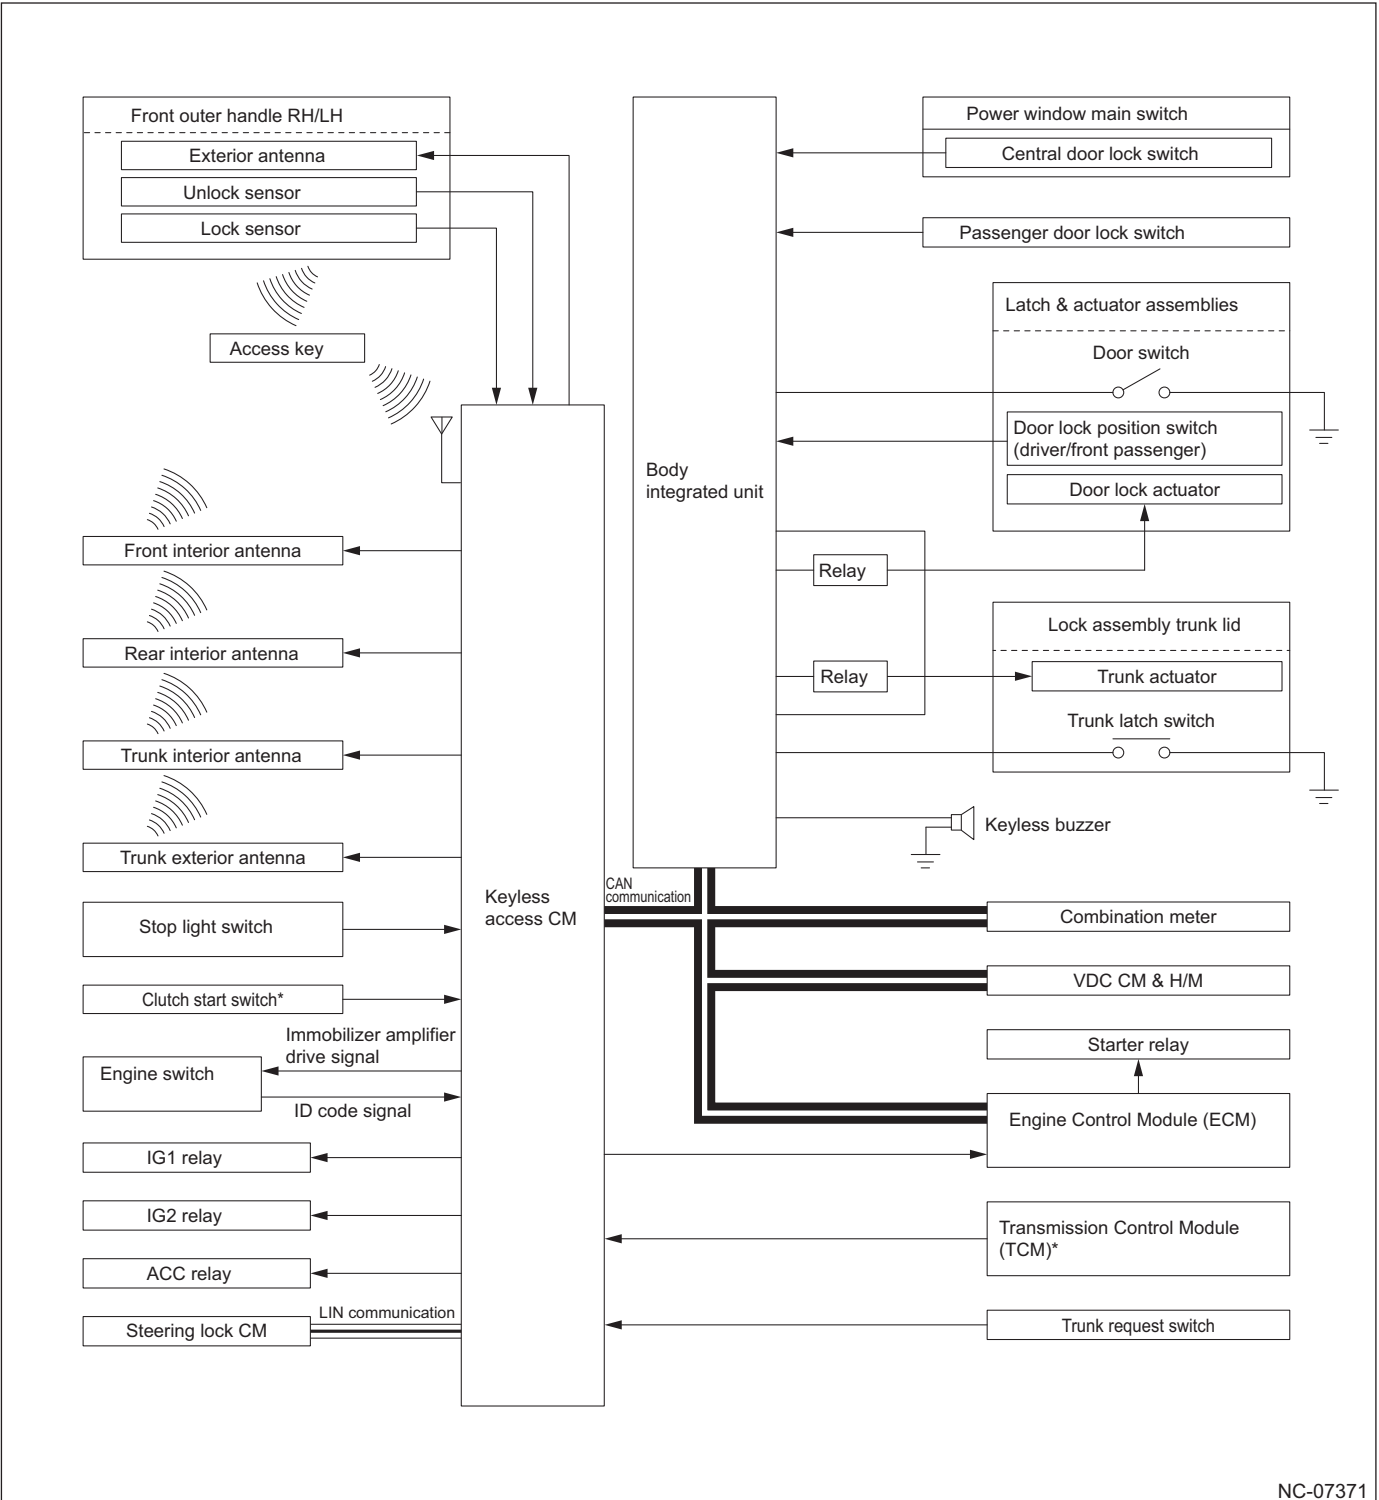 Front outer handle RH/LH
Exterior antenna
Unlock sensor
Lock sensor
Access key
Front interior antenna
Rear interior antenna
Trunk interior antenna
Trunk exterior antenna
Stop light switch
Clutch start switch*
Immobilizer amplifier
drive signal
Engine switch
ID code signal
IG1 relay
IG2 relay
ACC relay
LIN communication
Steering lock CM
Keyless
access CM
CAN
communication
Body
integrated unit
Power window main switch
Central door lock switch
Passenger door lock switch
Latch & actuator assemblies
Door switch
Door lock position switch
(driver/front passenger)
Door lock actuator
Relay
Relay
Lock assembly trunk lid
Trunk actuator
Trunk latch switch
Keyless buzzer
Combination meter
VDC CM & H/M
Starter relay
Engine Control Module (ECM)
Transmission Control Module
(TCM)*
Trunk request switch
NC-07371